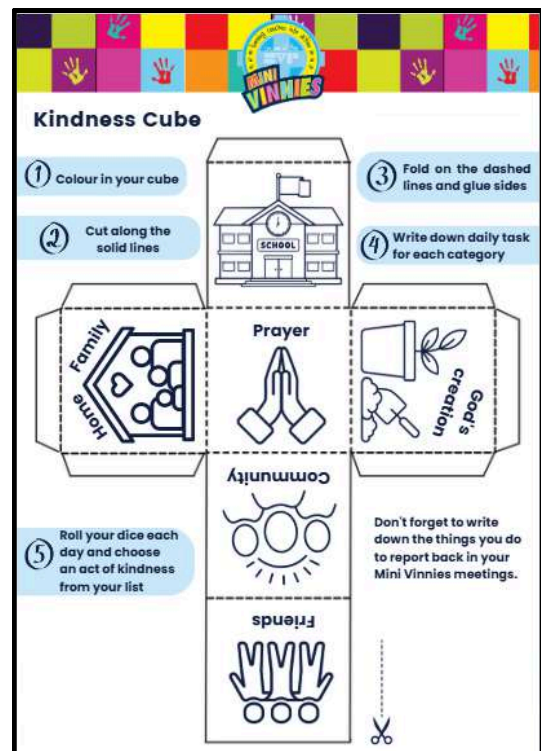 MINI
VINNIES
Kindness Cube
1 Colour in your cube
2 Cut along the
solid lines
3 Fold on the dashed
lines and glue sides
4 Write down daily task
for each category
SCHOOL
Home Family
Prayer
God's
creation
Community
Friends
5 Roll your dice each
day and choose
an act of kindness
from your list
Don't forget to write
down the things you do
to report back in your
Mini Vinnies meetings.